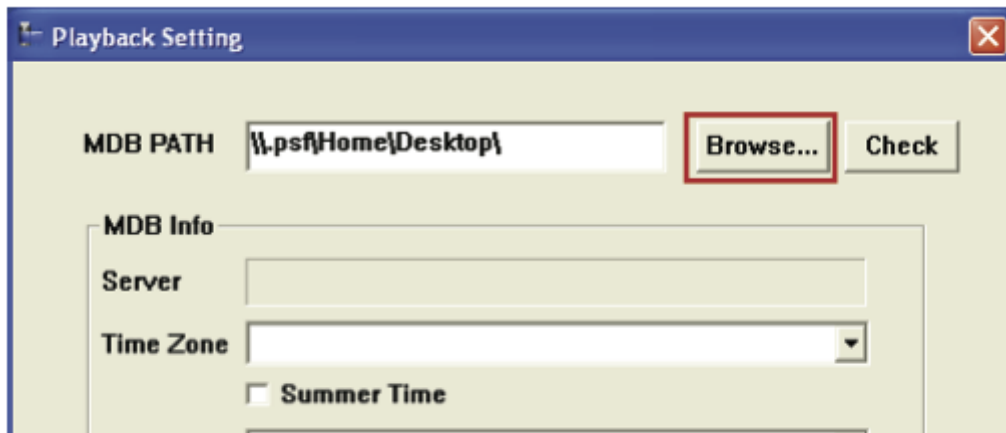 Playback Setting
MDB PATH \\.psf\Home\Desktop\ Browse... Check
MDB Info
Server
Time Zone
Summer Time